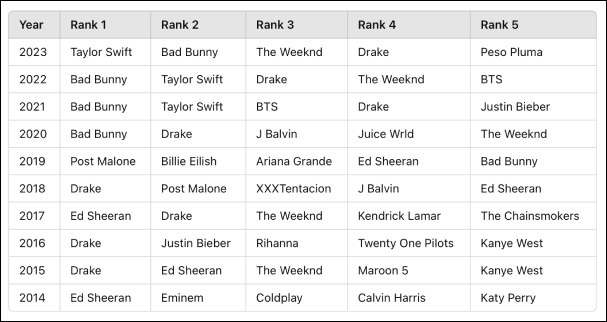 Year Rank 1 Rank 2 Rank 3 Rank 4 Rank 5
2023 Taylor Swift Bad Bunny The Weeknd Drake Peso Pluma
2022 Bad Bunny Taylor Swift Drake The Weeknd BTS
2021 Bad Bunny Taylor Swift BTS Drake Justin Bieber
2020 Bad Bunny Drake J Balvin Juice Wrld The Weeknd
2019 Post Malone Billie Eilish Ariana Grande Ed Sheeran Bad Bunny
2018 Drake Post Malone XXXTentacion J Balvin Ed Sheeran
2017 Ed Sheeran Drake The Weeknd Kendrick Lamar The Chainsmokers
2016 Drake Justin Bieber Rihanna Twenty One Pilots Kanye West
2015 Drake Ed Sheeran The Weeknd Maroon 5 Kanye West
2014 Ed Sheeran Eminem Coldplay Calvin Harris Katy Perry